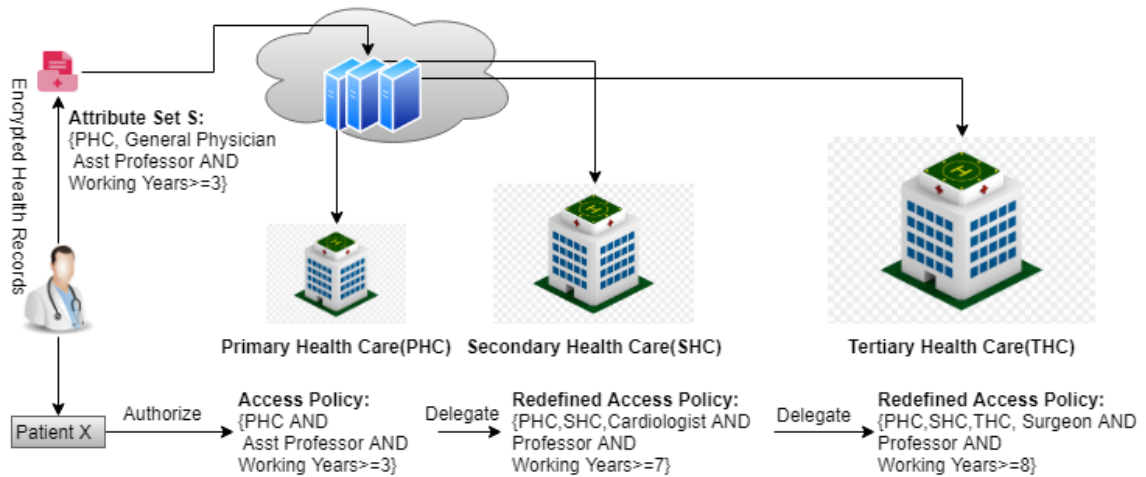 Encrypted Health Records
Attribute Set S:
{PHC, General Physician
Asst Professor AND
Working Years>=3}
Primary Health Care(PHC)
Secondary Health Care(SHC)
Tertiary Health Care(THC)
Patient X
Authorize
Access Policy:
{PHC AND
Asst Professor AND
Working Years>=3}
Delegate
Redefined Access Policy:
{PHC,SHC,Cardiologist AND
Professor AND
Working Years>=7}
Delegate
Redefined Access Policy:
{PHC,SHC,THC, Surgeon AND
Professor AND
Working Years>=8}
H
H
H